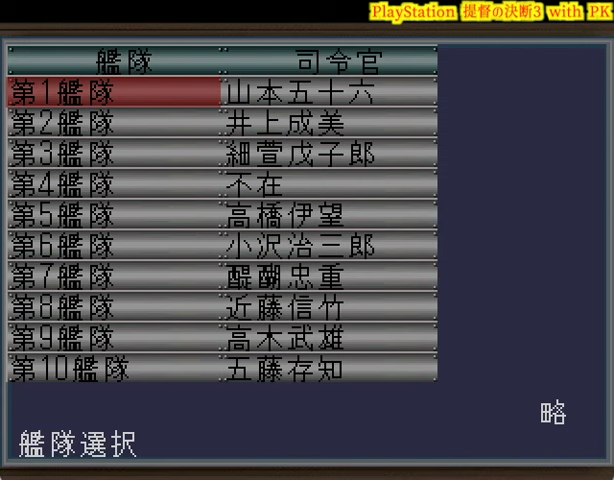 PlayStation 提督の決断3 with PK
艦隊 司令官
第1艦隊 山本五十六
第2艦隊 井上成美
第3艦隊 細萱戊子郎
第4艦隊 不在
第5艦隊 高橋伊望
第6艦隊 小沢治三郎
第7艦隊 醍醐忠重
第8艦隊 近藤信竹
第9艦隊 高木武雄
第10艦隊 五藤存知
略
艦隊選択